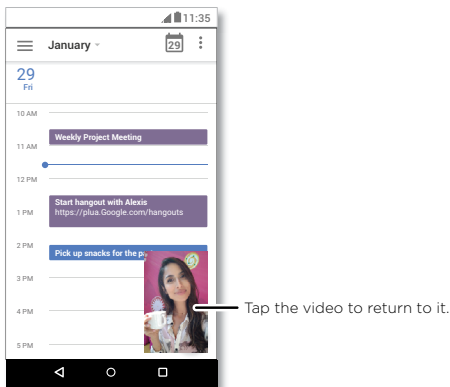 11:35
January
29
29
Fri
10 AM
Weekly Project Meeting
11 AM
12 PM
Start hangout with Alexis
https://plua.Google.com/hangouts
1 PM
2 PM
Pick up snacks for the pa
3 PM
Tap the video to return to it.
4 PM
5 PM